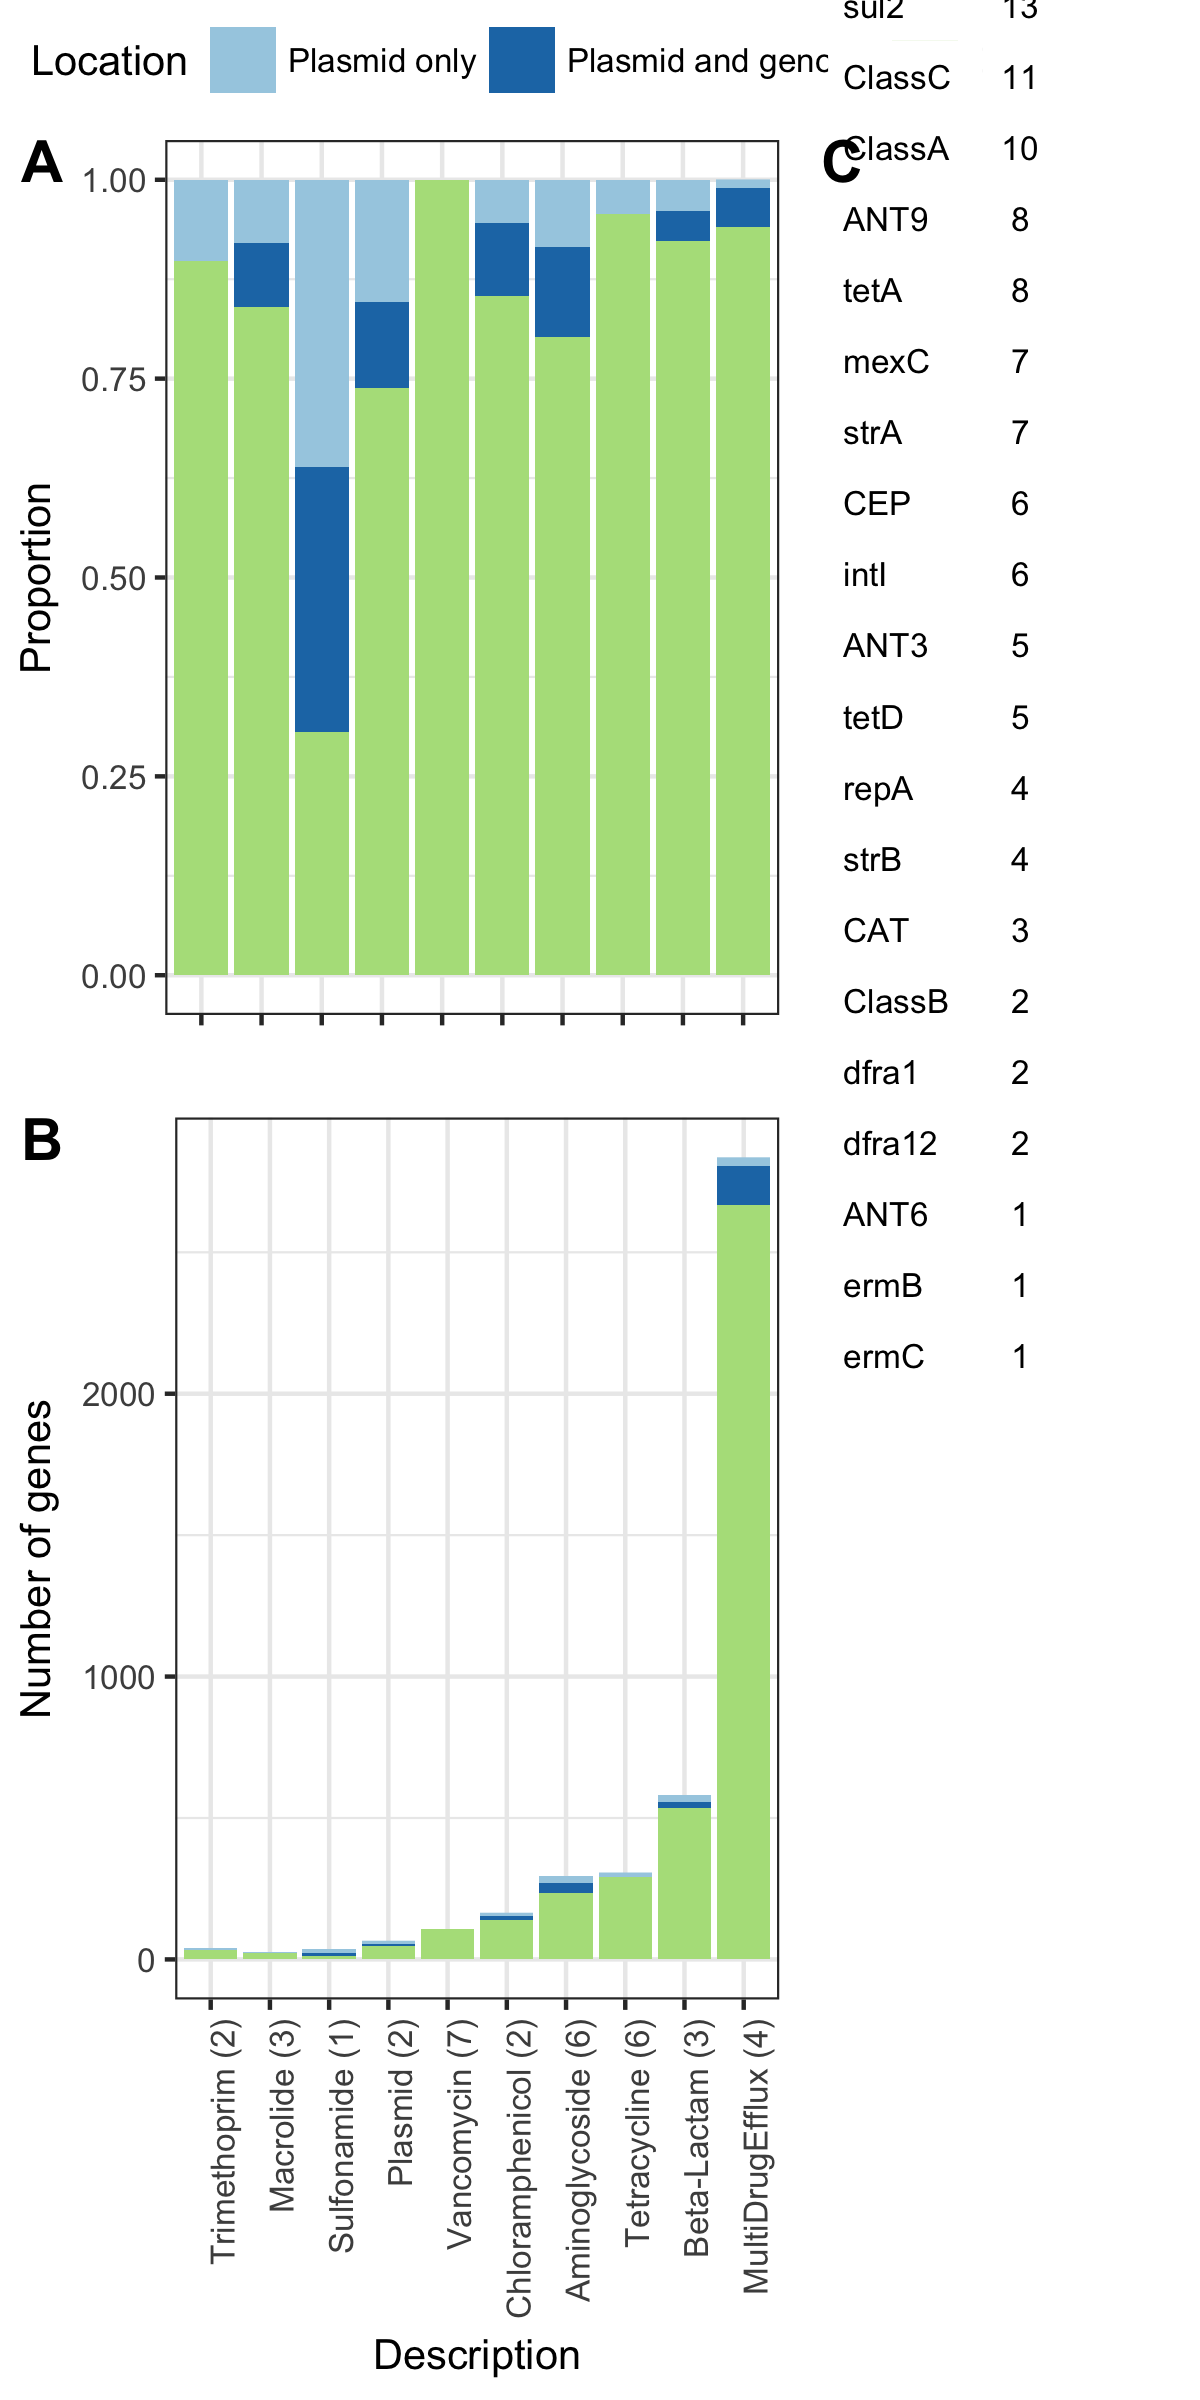 Location Plasmid only Plasmid and geno
A
1.00
0.75
0.50
0.25
0.00
Proportion
B
2000
1000
0
Number of genes
Trimethoprim (2)
Macrolide (3)
Sulfonamide (1)
Plasmid (2)
Vancomycin (7)
Chloramphenicol (2)
Aminoglycoside (6)
Tetracycline (6)
Beta-Lactam (3)
MultiDrugEfflux (4)
Description
C
sul2 13
ClassC 11
ClassA 10
ANT9 8
tetA 8
mexC 7
strA 7
CEP 6
intI 6
ANT3 5
tetD 5
repA 4
strB 4
CAT 3
ClassB 2
dfra1 2
dfra12 2
ANT6 1
ermB 1
ermC 1